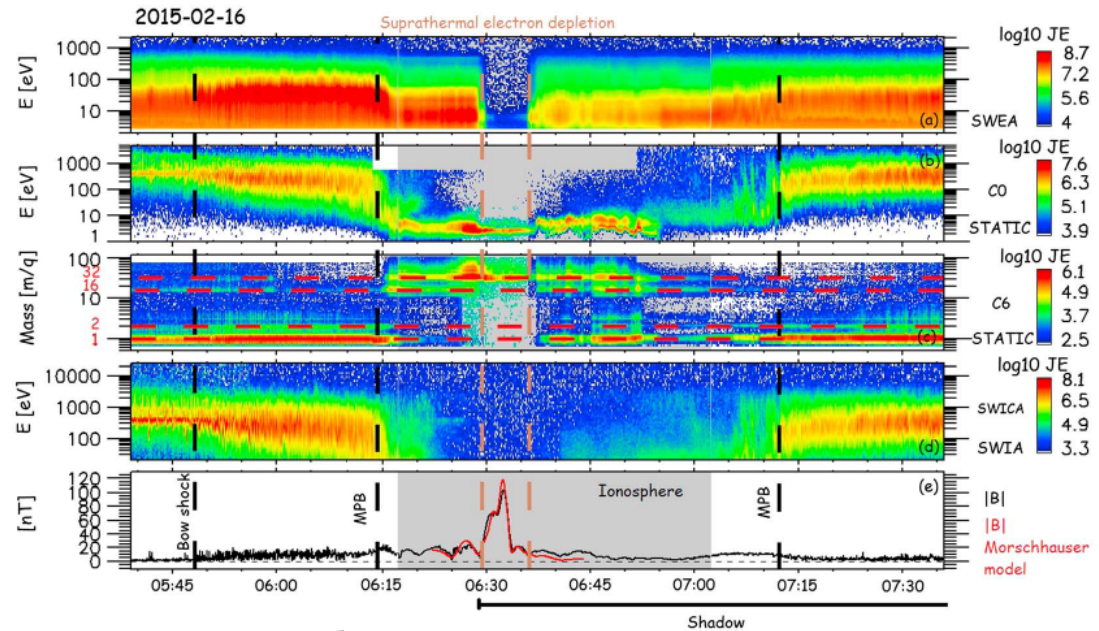 2015-02-16
Suprathermal electron depletion
E [eV]
1000
100
10
(a)
SWEA
log10 JE
8.7
7.2
5.6
4
E [eV]
1000
100
10
1
(b)
C0
STATIC
log10 JE
7.6
6.3
5.1
3.9
Mass [m/q]
100
32
16
10
2
1
(c)
C6
STATIC
log10 JE
6.1
4.9
3.7
2.5
E [eV]
10000
1000
100
(d)
SWICA
SWIA
log10 JE
8.1
6.5
4.9
3.3
[nT]
120
100
80
60
40
20
0
Bow shock
MPB
Ionosphere
MPB
(e)
|B|
|B|
Morschhauser
model
05:45 06:00 06:15 06:30 06:45 07:00 07:15 07:30
Shadow